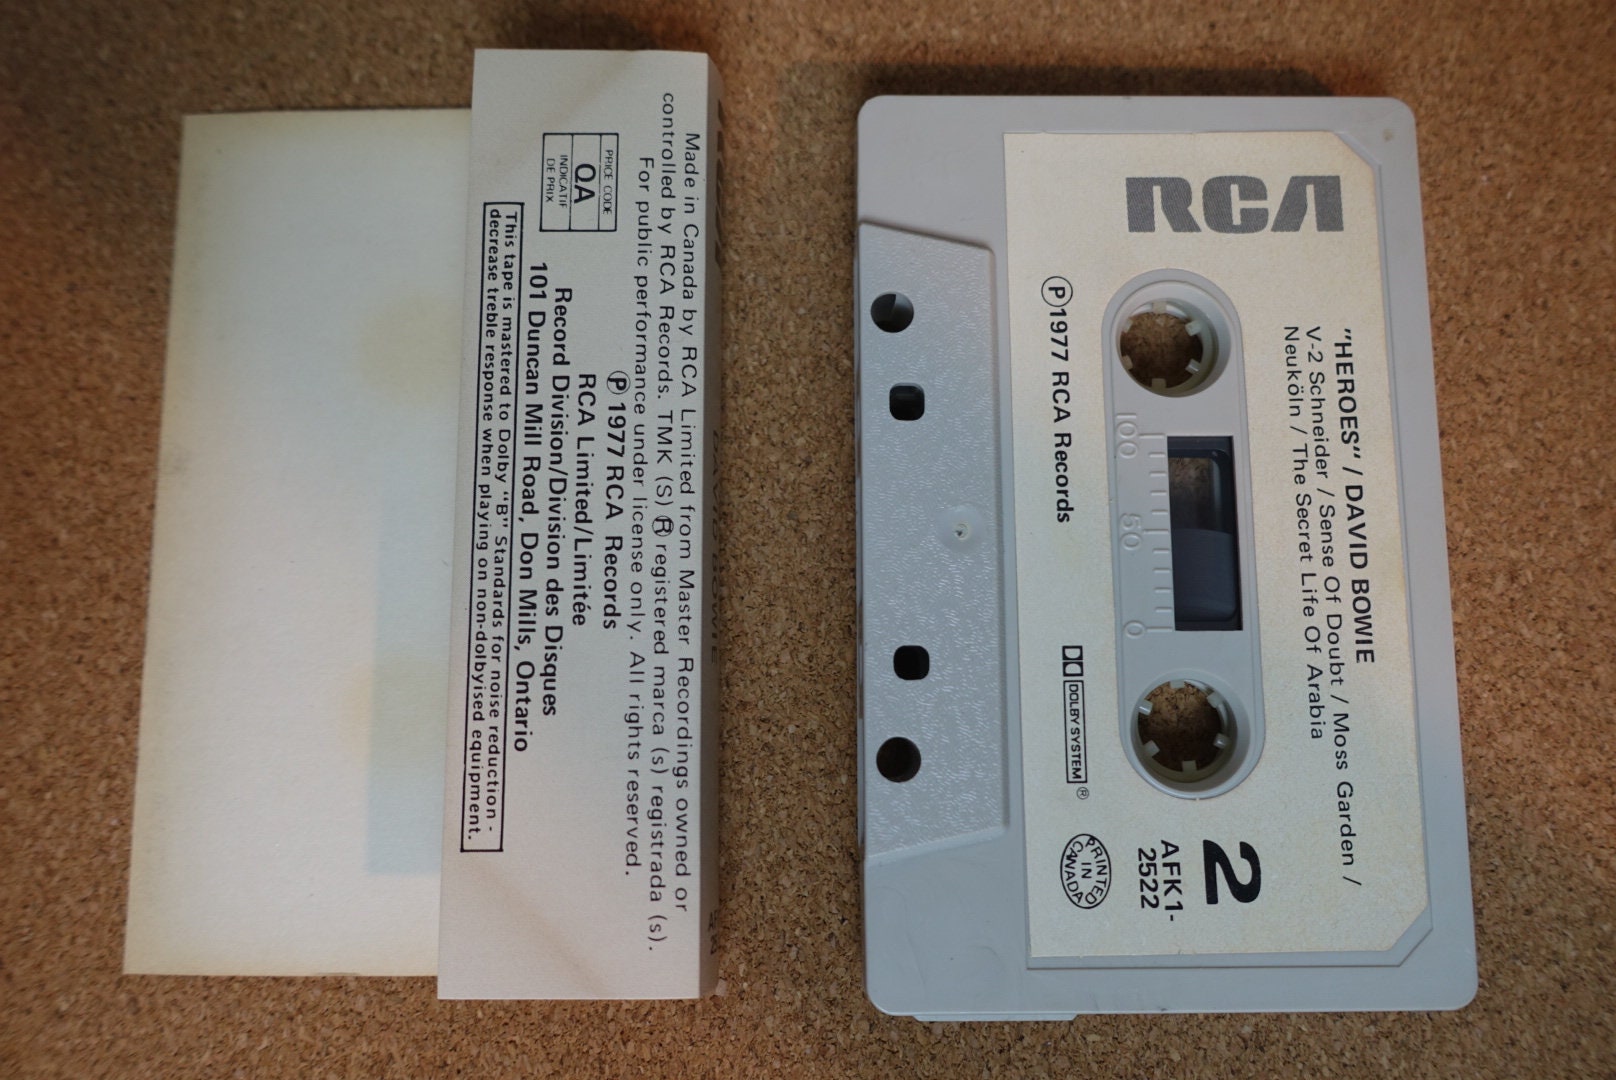 Made in Canada by RCA Limited from Master Recordings owned or
controlled by RCA Records. TMK (S) Ⓡ registered marca (s) registrada (s).
For public performance under license only. All rights reserved.
PRICE CODE
QA
INDICATIF
DE PRIX
Ⓟ 1977 RCA Records
RCA Limited/Limitée
Record Division/Division des Disques
101 Duncan Mill Road, Don Mills, Ontario
This tape is mastered to Dolby "B" Standards for noise reduction -
decrease treble response when playing on non-dolbyised equipment.
RCA
"HEROES" / DAVID BOWIE
V-2 Schneider / Sense Of Doubt / Moss Garden /
Neuköln / The Secret Life Of Arabia
2
AFK1-
2522
100 50 0
Ⓟ1977 RCA Records
DOLBY SYSTEM ®
PRINTED
IN
CANADA